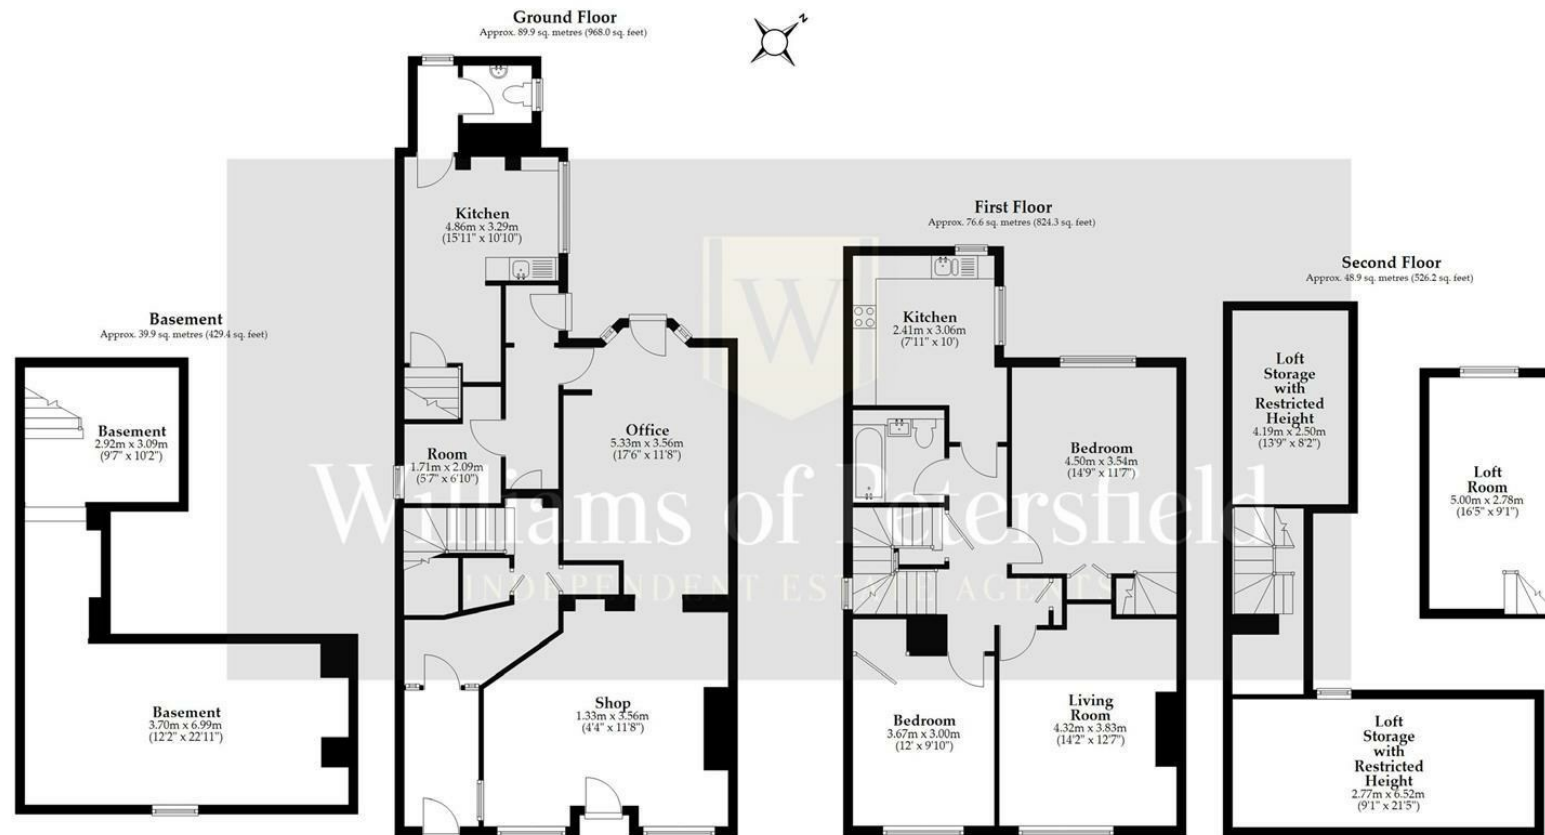 Ground Floor
Approx. 89.9 sq. metres (968.0 sq. feet)
N
Kitchen
4.86m x 3.29m
(15'11" x 10'10")
First Floor
Approx. 76.6 sq. metres (824.3 sq. feet)
Second Floor
Approx. 48.9 sq. metres (526.2 sq. feet)
Basement
Approx. 39.9 sq. metres (429.4 sq. feet)
W
Kitchen
2.41m x 3.06m
(7'11" x 10')
Loft
Storage
with
Restricted
Height
4.19m x 2.50m
(13'9" x 8'2")
Basement
2.92m x 3.09m
(9'7" x 10'2")
Office
5.33m x 3.56m
(17'6" x 11'8")
Bedroom
4.50m x 3.54m
(14'9" x 11'7")
Room
1.71m x 2.09m
(5'7" x 6'10")
Loft
Room
5.00m x 2.78m
(16'5" x 9'1")
Williams of Petersfield
INDEPENDENT ESTATE AGENTS
Basement
3.70m x 6.99m
(12'2" x 22'11")
Shop
1.33m x 3.56m
(4'4" x 11'8")
Bedroom
3.67m x 3.00m
(12' x 9'10")
Living
Room
4.32m x 3.83m
(14'2" x 12'7")
Loft
Storage
with
Restricted
Height
2.77m x 6.52m
(9'1" x 21'5")